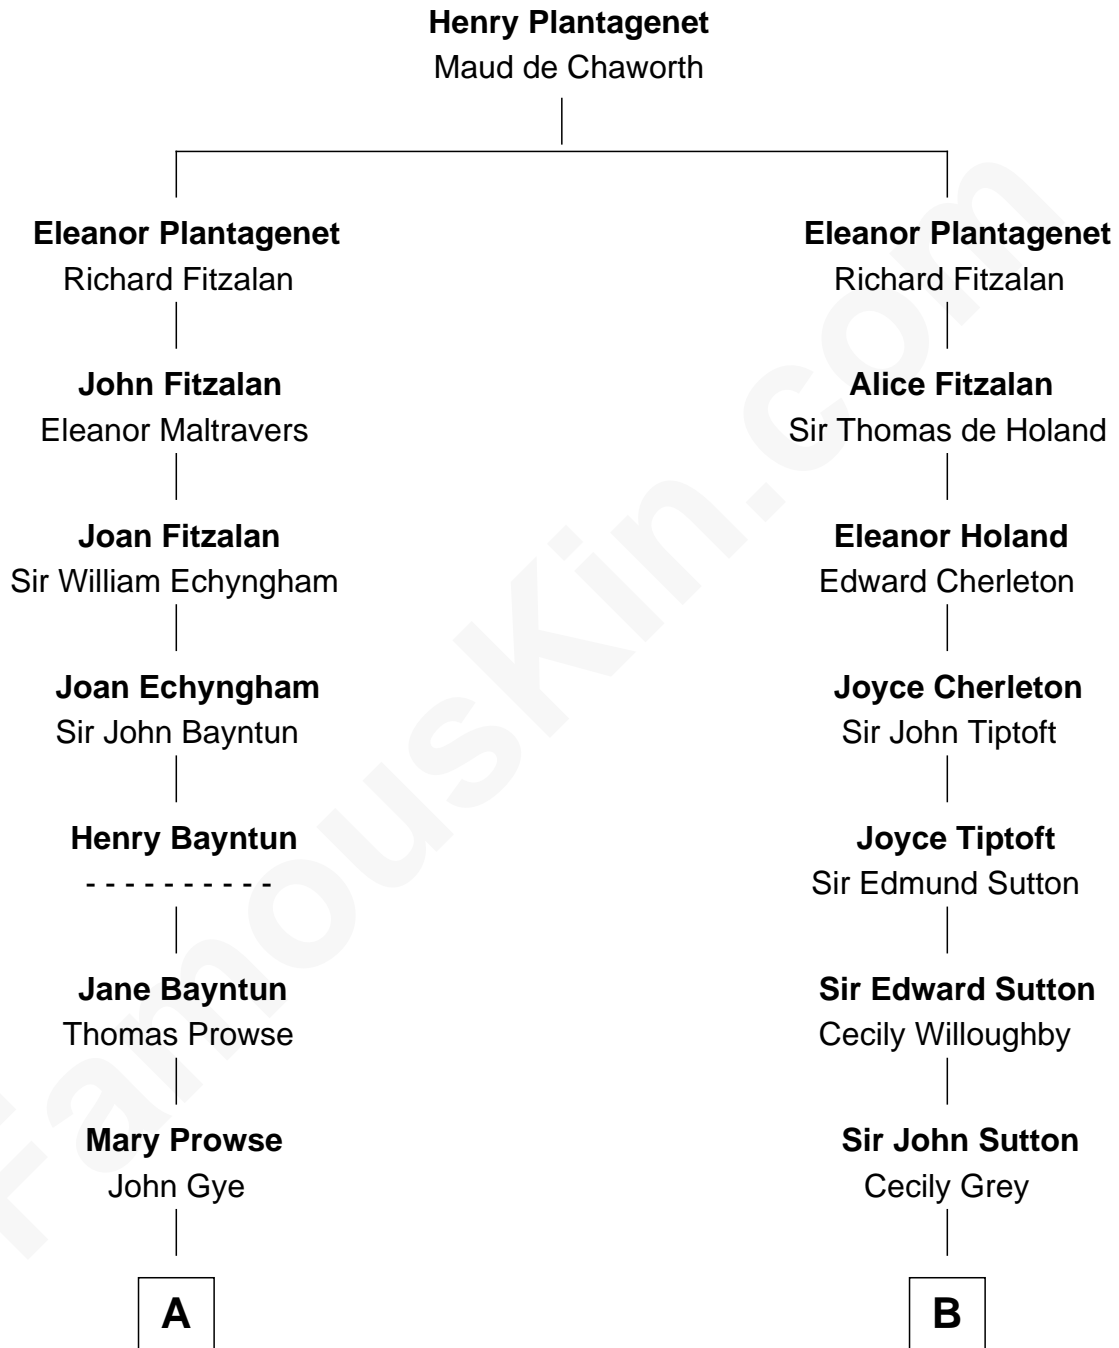 Henry Plantagenet
Maud de Chaworth
Eleanor Plantagenet
Richard Fitzalan
John Fitzalan
Eleanor Maltravers
Joan Fitzalan
Sir William Echyngham
Joan Echyngham
Sir John Bayntun
Henry Bayntun
- - - - - - - - - -
Jane Bayntun
Thomas Prowse
Mary Prowse
John Gye
A
Eleanor Plantagenet
Richard Fitzalan
Alice Fitzalan
Sir Thomas de Holand
Eleanor Holand
Edward Cherleton
Joyce Cherleton
Sir John Tiptoft
Joyce Tiptoft
Sir Edmund Sutton
Sir Edward Sutton
Cecily Willoughby
Sir John Sutton
Cecily Grey
B
FamousKin.com